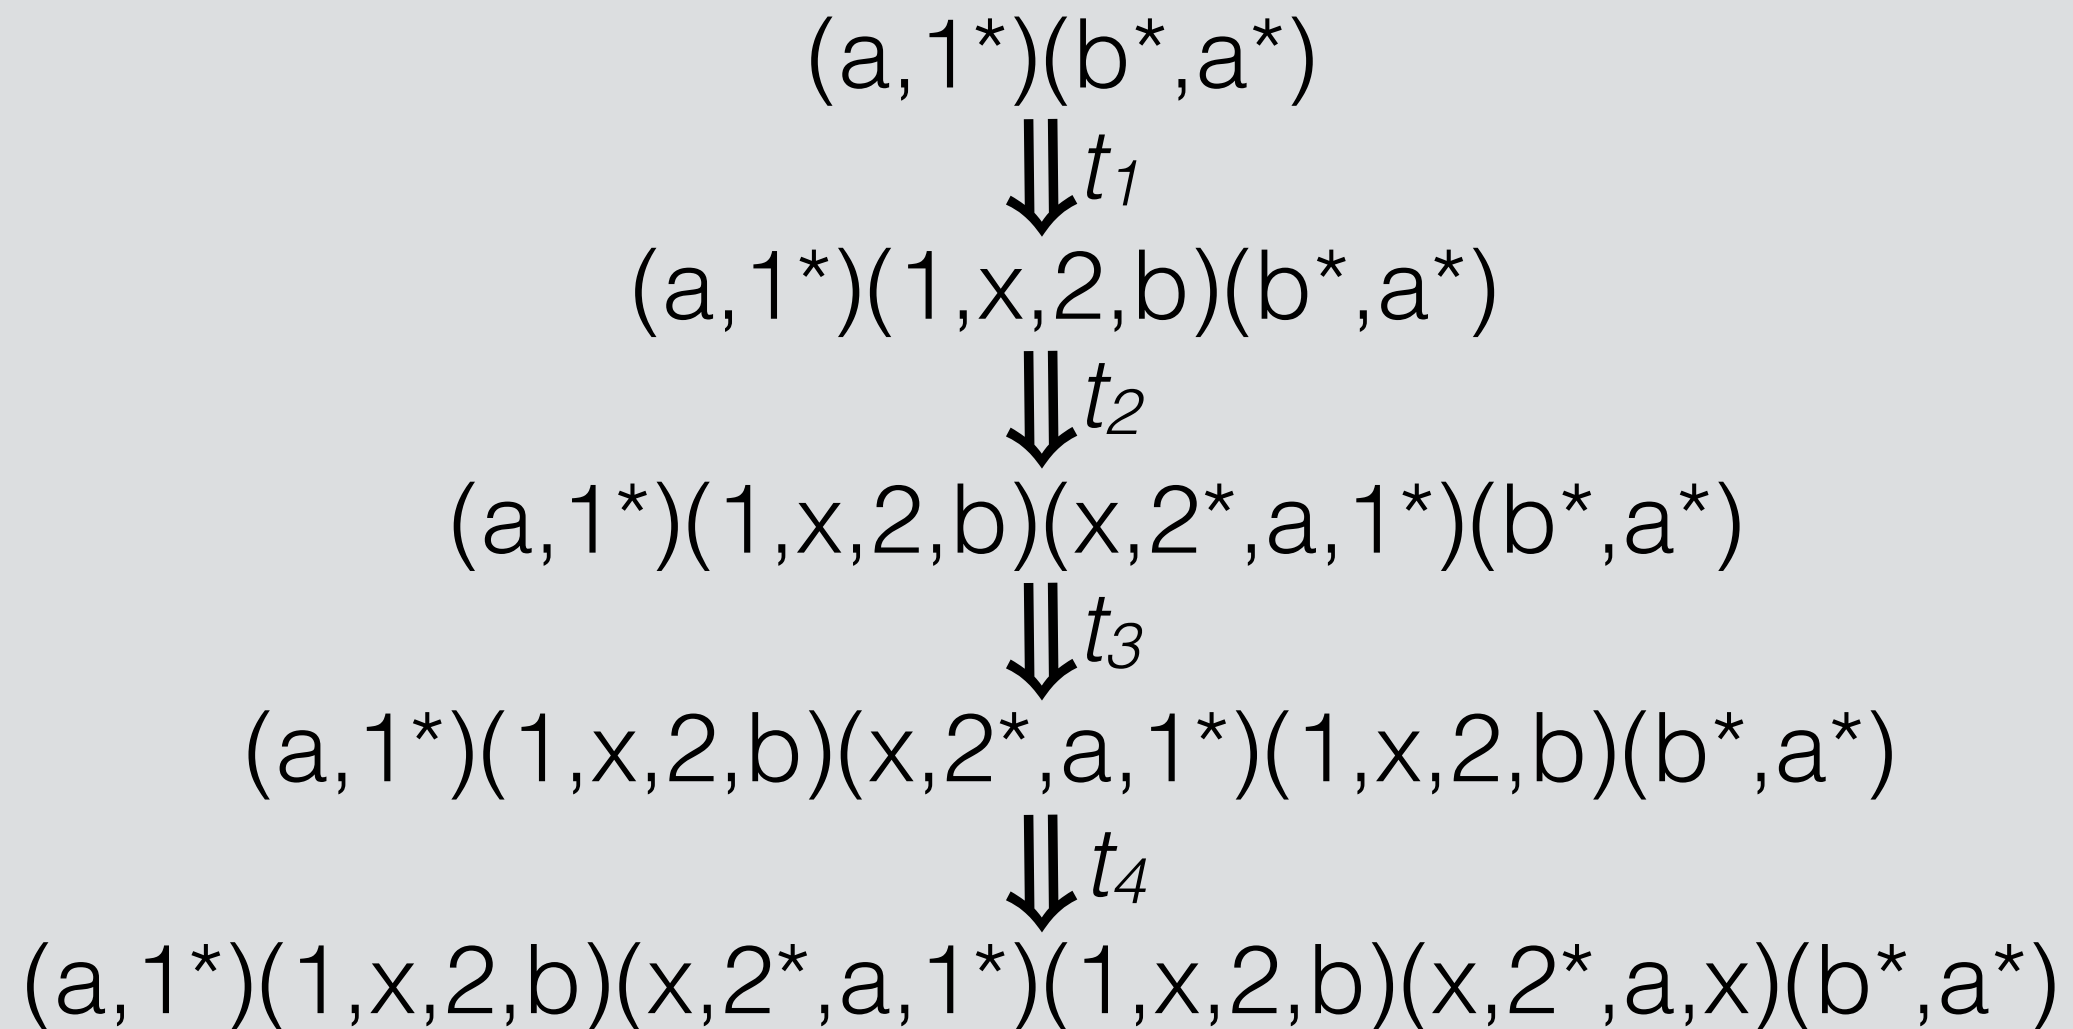 (a,1*)(b*,a*)
⇓t₁
(a,1*)(1,x,2,b)(b*,a*)
⇓t₂
(a,1*)(1,x,2,b)(x,2*,a,1*)(b*,a*)
⇓t₃
(a,1*)(1,x,2,b)(x,2*,a,1*)(1,x,2,b)(b*,a*)
⇓t₄
(a,1*)(1,x,2,b)(x,2*,a,1*)(1,x,2,b)(x,2*,a,x)(b*,a*)